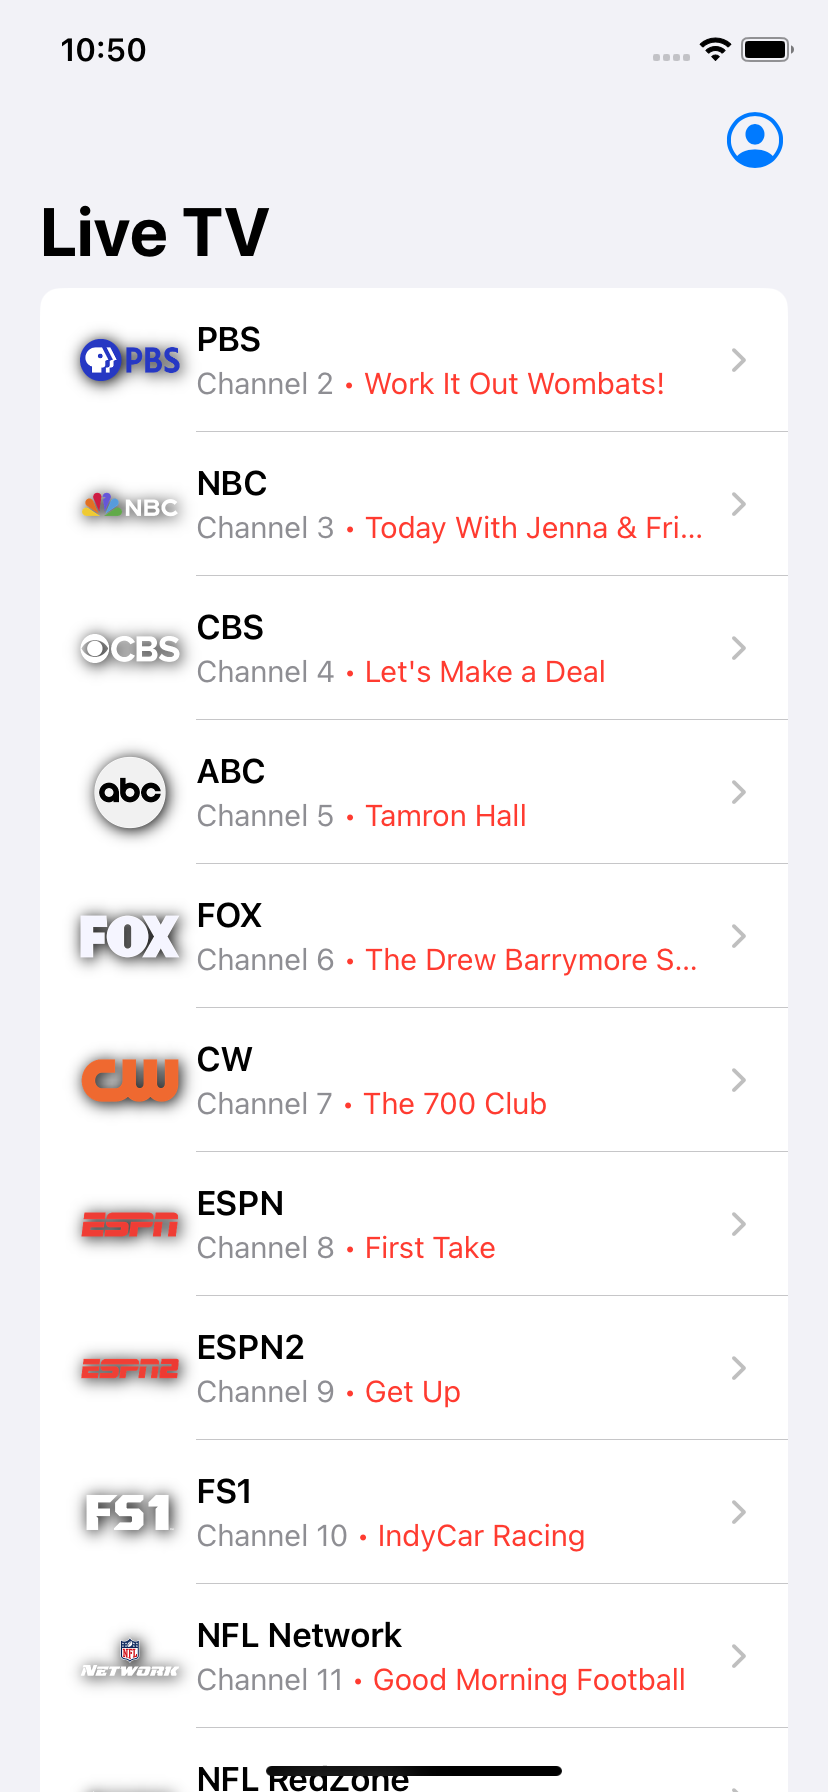 10:50
Live TV
PBS
PBS
Channel 2 • Work It Out Wombats!
NBC
NBC
Channel 3 • Today With Jenna & Fri...
CBS
CBS
Channel 4 • Let's Make a Deal
abc
ABC
Channel 5 • Tamron Hall
FOX
FOX
Channel 6 • The Drew Barrymore S...
CW
CW
Channel 7 • The 700 Club
ESPN
ESPN
Channel 8 • First Take
ESPN2
ESPN2
Channel 9 • Get Up
FS1
FS1
Channel 10 • IndyCar Racing
NFL
NETWORK
NFL Network
Channel 11 • Good Morning Football
NFL RedZone